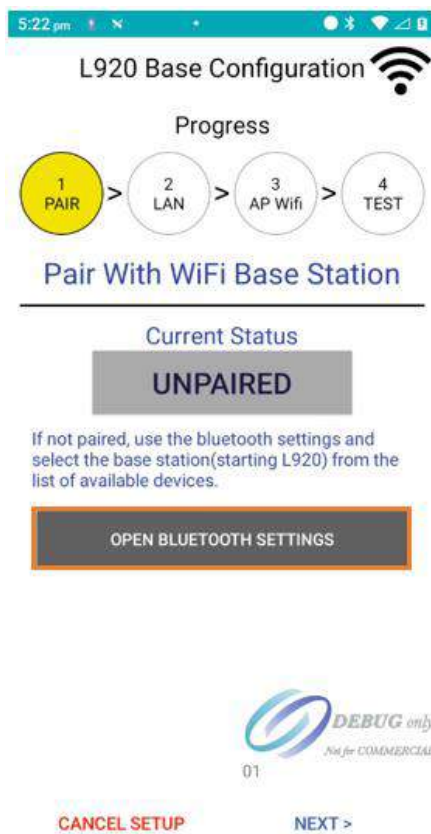 5:22 pm
L920 Base Configuration
Progress
1 PAIR > 2 LAN > 3 AP Wifi > 4 TEST
Pair With WiFi Base Station
Current Status
UNPAIRED
If not paired, use the bluetooth settings and
select the base station(starting L920) from the
list of available devices.
OPEN BLUETOOTH SETTINGS
DEBUG only
Not for COMMERCIAL
01
CANCEL SETUP NEXT >